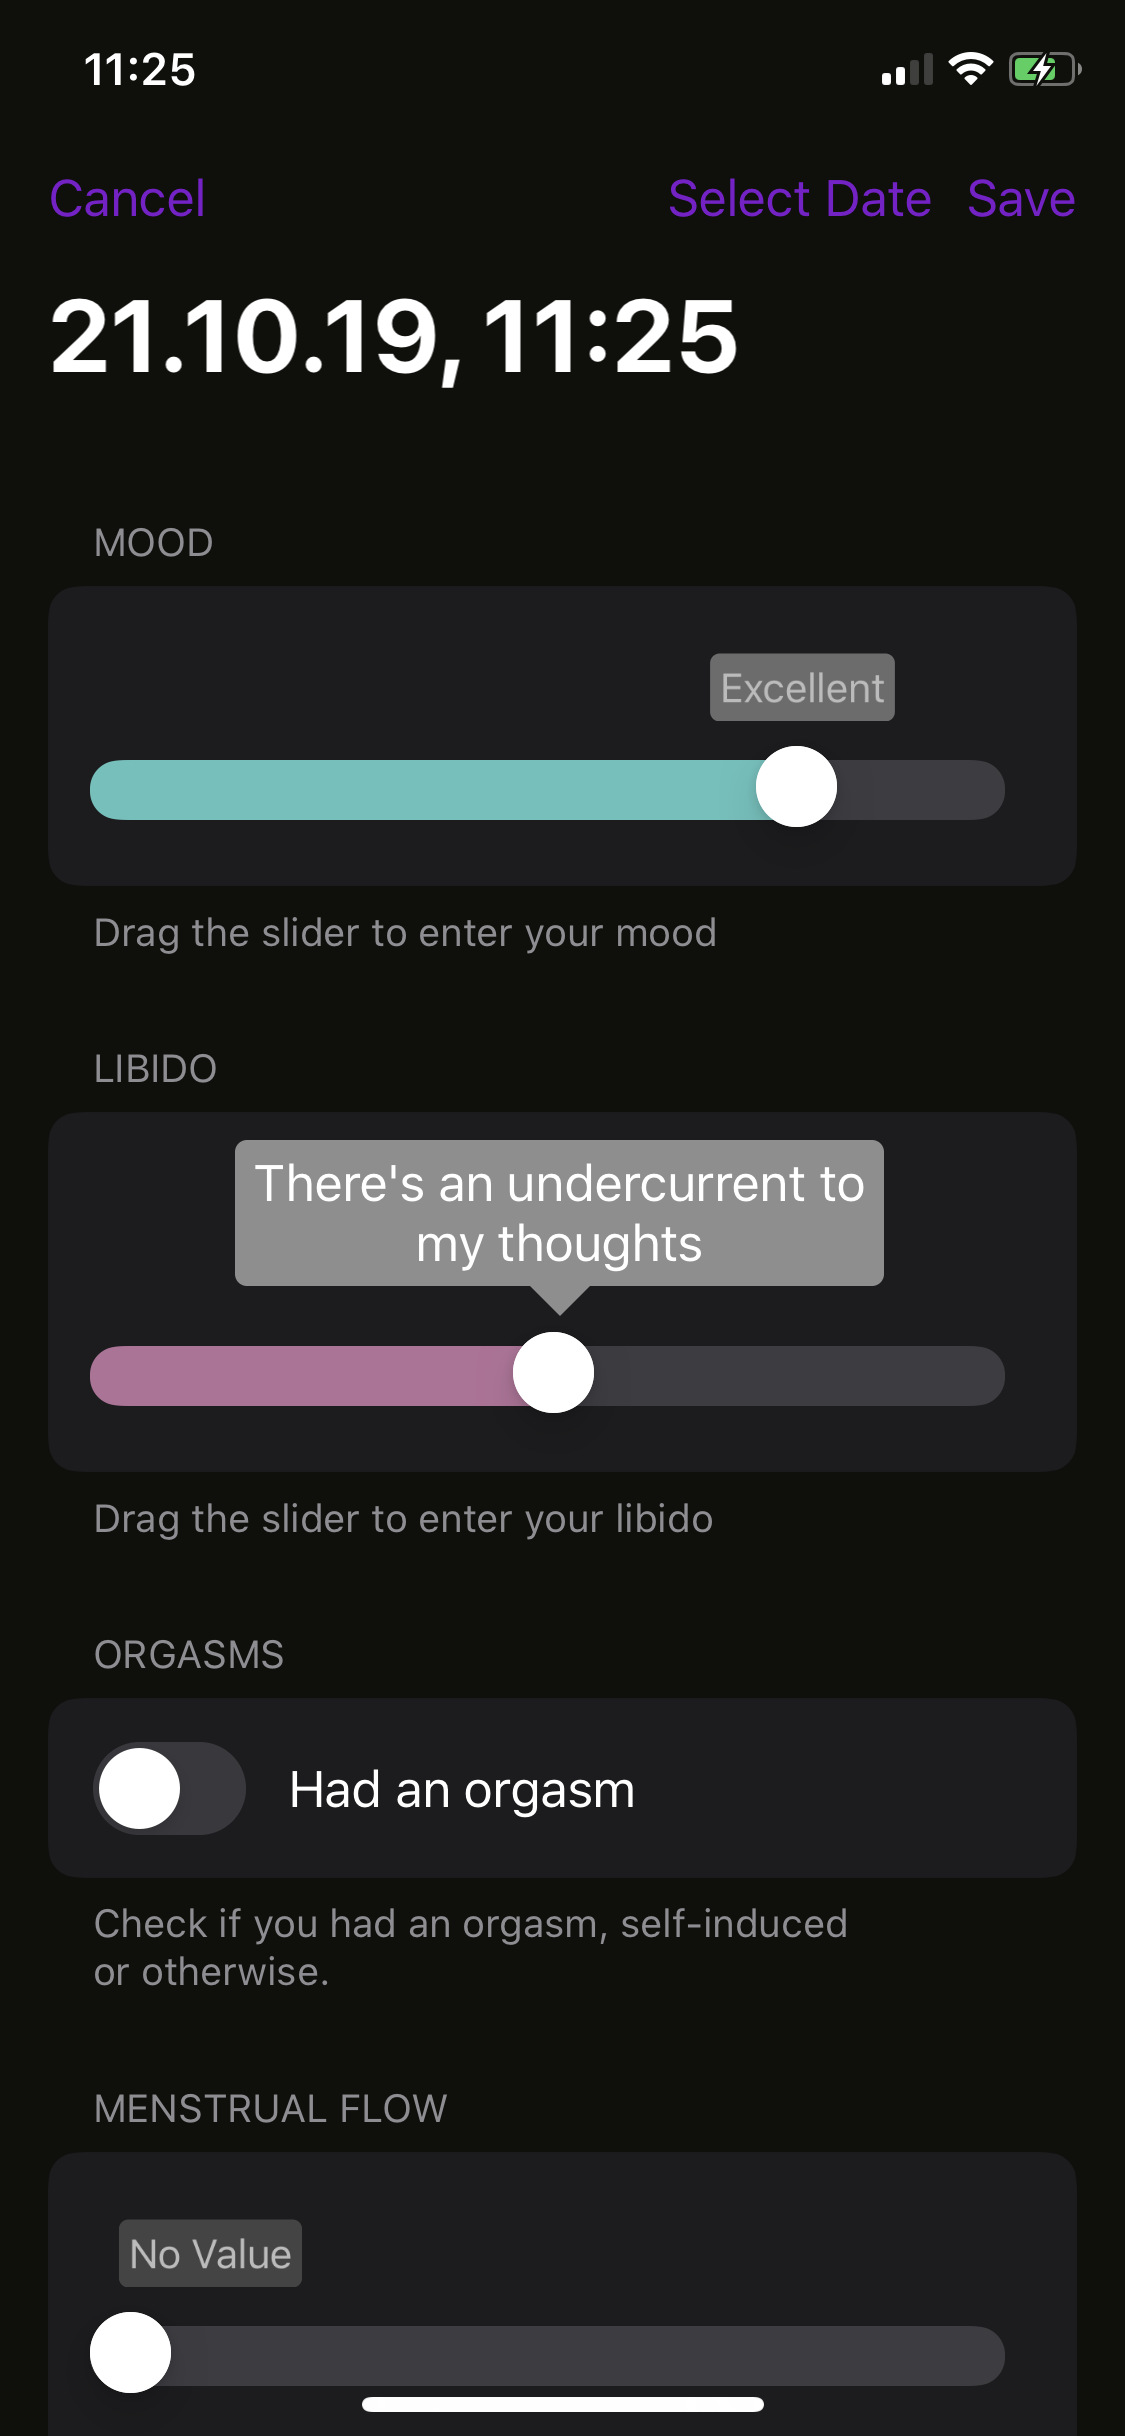 11:25
Cancel Select Date Save
21.10.19, 11:25
MOOD
Excellent
Drag the slider to enter your mood
LIBIDO
There's an undercurrent to
my thoughts
Drag the slider to enter your libido
ORGASMS
Had an orgasm
Check if you had an orgasm, self-induced
or otherwise.
MENSTRUAL FLOW
No Value